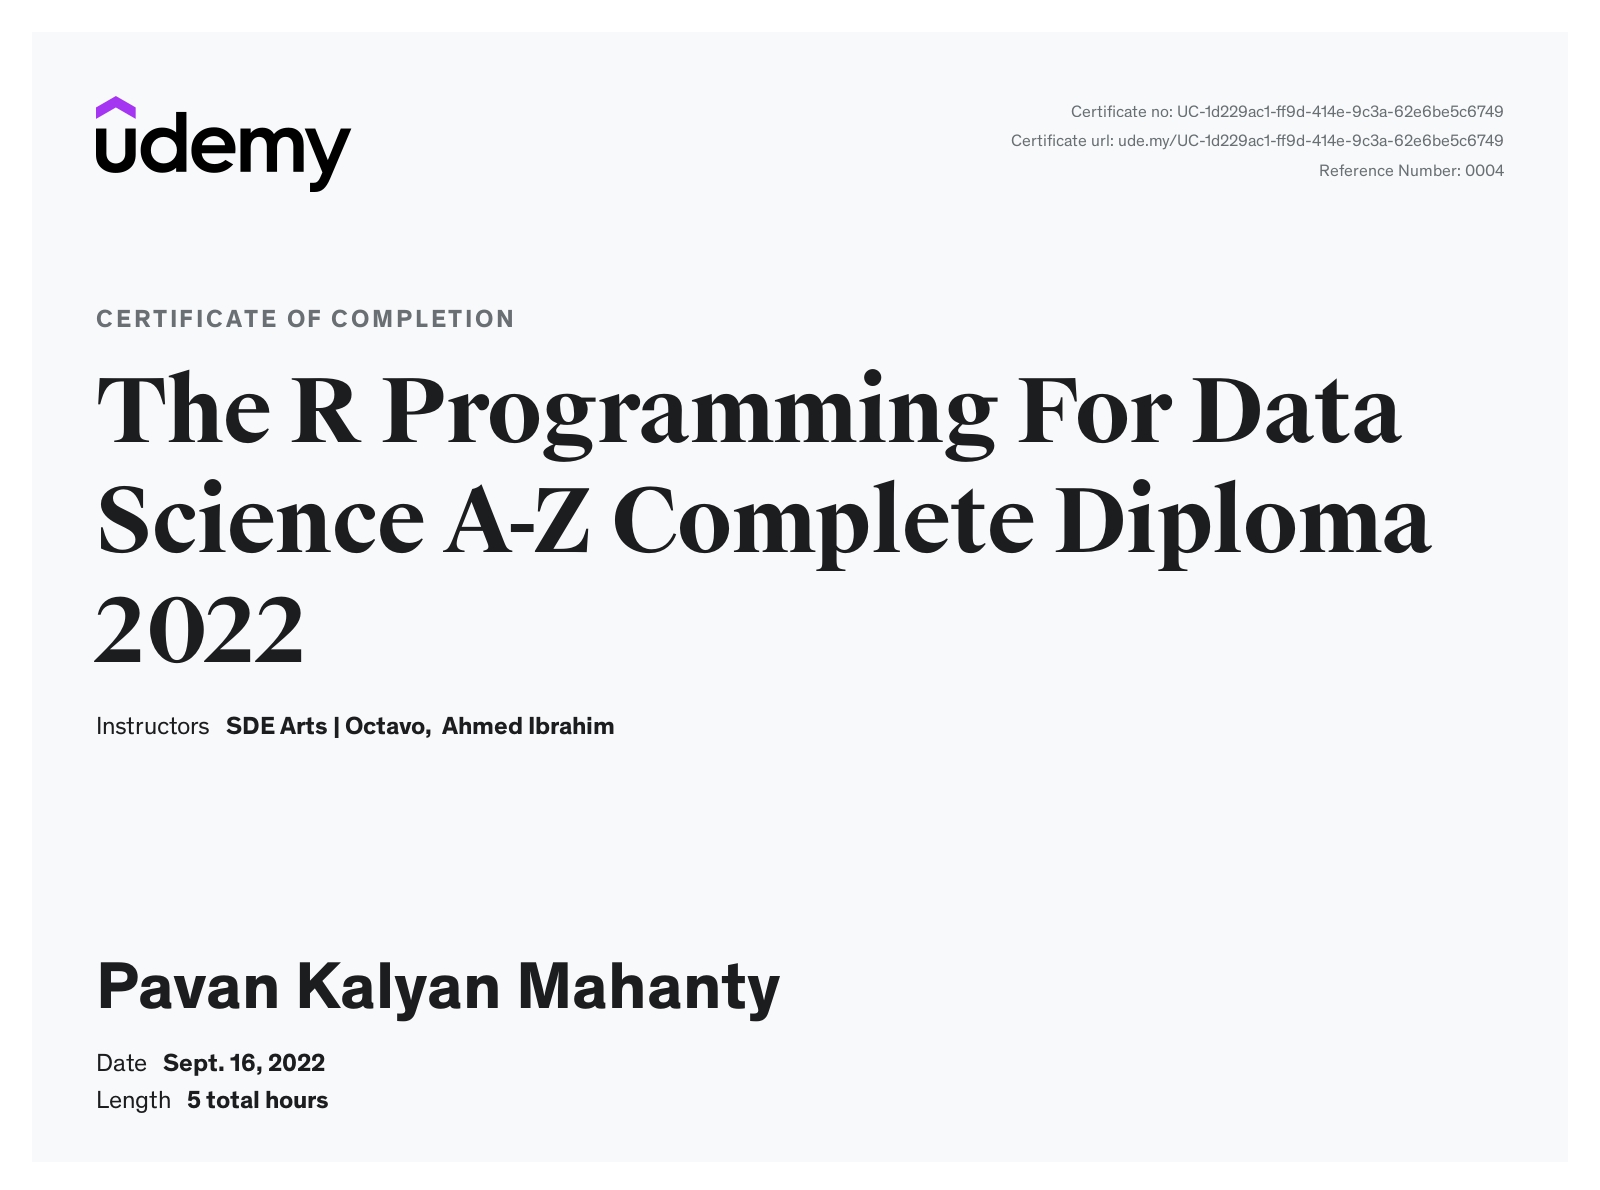 udemy
Certificate no: UC-1d229ac1-ff9d-414e-9c3a-62e6be5c6749
Certificate url: ude.my/UC-1d229ac1-ff9d-414e-9c3a-62e6be5c6749
Reference Number: 0004
CERTIFICATE OF COMPLETION
The R Programming For Data
Science A-Z Complete Diploma
2022
Instructors SDE Arts | Octavo, Ahmed Ibrahim
Pavan Kalyan Mahanty
Date Sept. 16, 2022
Length 5 total hours